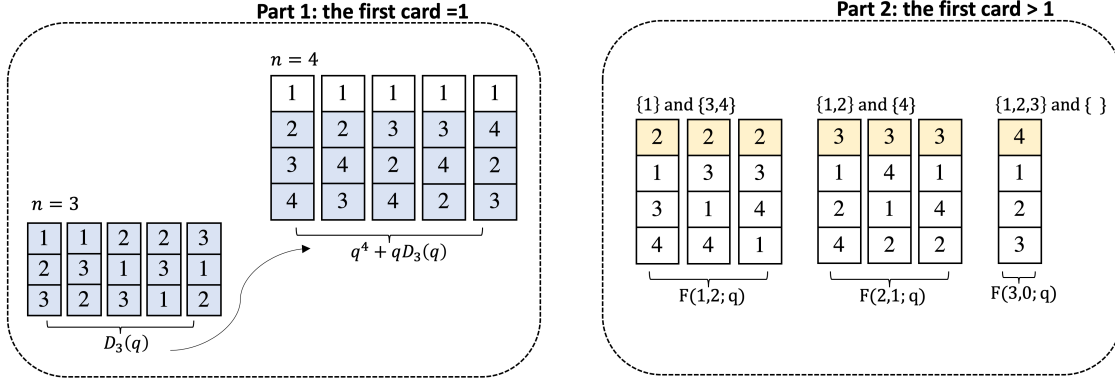 Part 1: the first card =1
n = 4
1 1 1 1 1
2 2 3 3 4
3 4 2 4 2
4 3 4 2 3
q⁴ + qD₃(q)
n = 3
1 1 2 2 3
2 3 1 3 1
3 2 3 1 2
D₃(q)
Part 2: the first card > 1
{1} and {3,4}
2 2 2
1 3 3
3 1 4
4 4 1
F(1,2; q)
{1,2} and {4}
3 3 3
1 4 1
2 1 4
4 2 2
F(2,1; q)
{1,2,3} and { }
4
1
2
3
F(3,0; q)